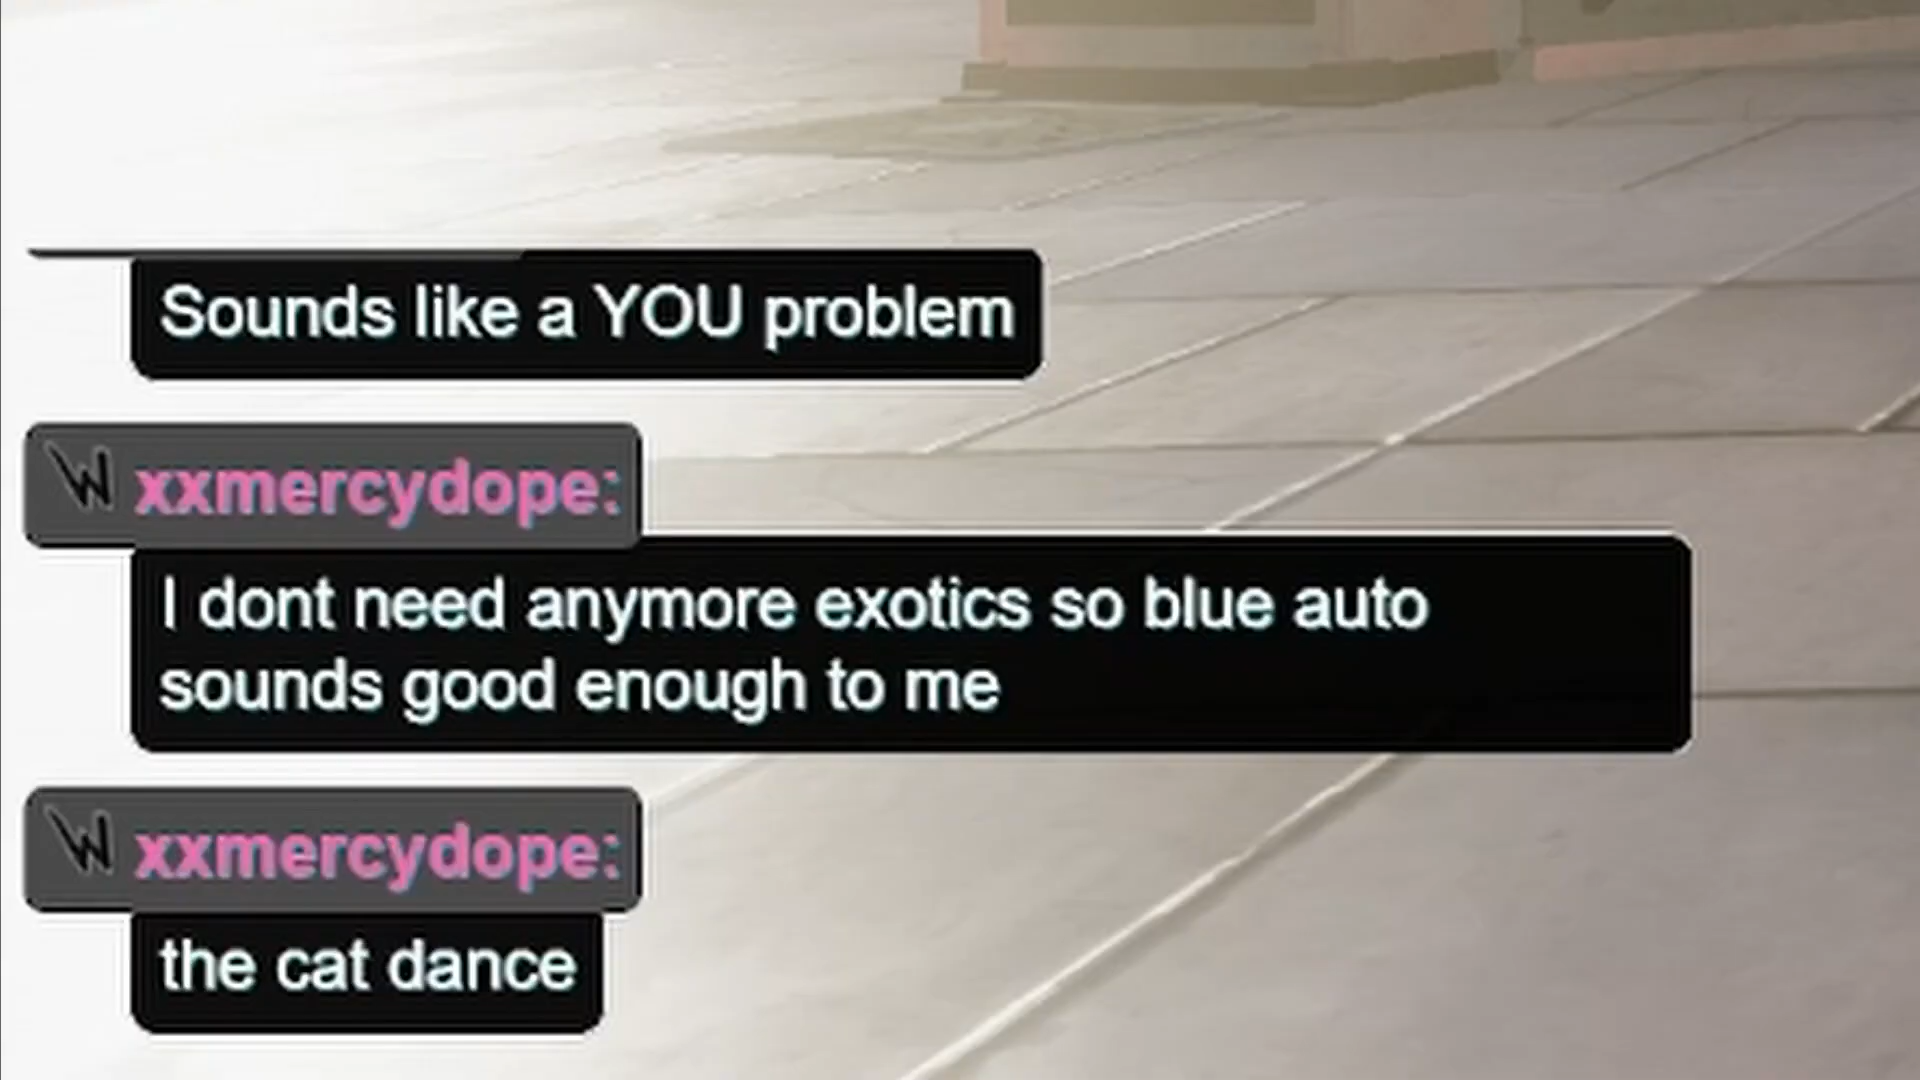 Sounds like a YOU problem
W xxmercydope:
I dont need anymore exotics so blue auto
sounds good enough to me
W xxmercydope:
the cat dance